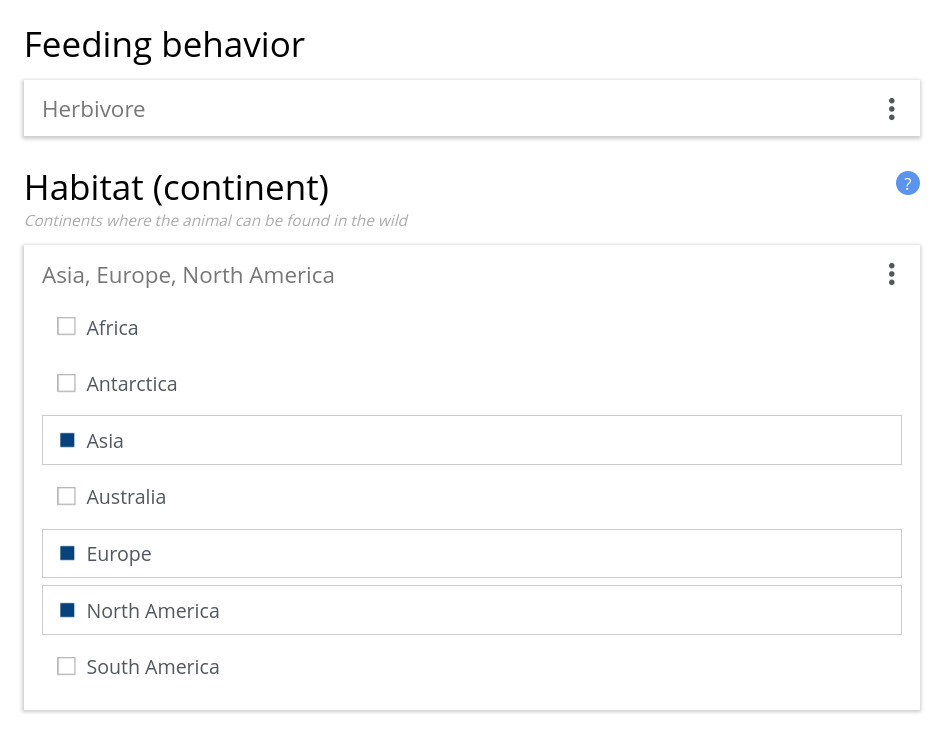 Feeding behavior
Herbivore
Habitat (continent)
?
Continents where the animal can be found in the wild
Asia, Europe, North America
Africa
Antarctica
Asia
Australia
Europe
North America
South America